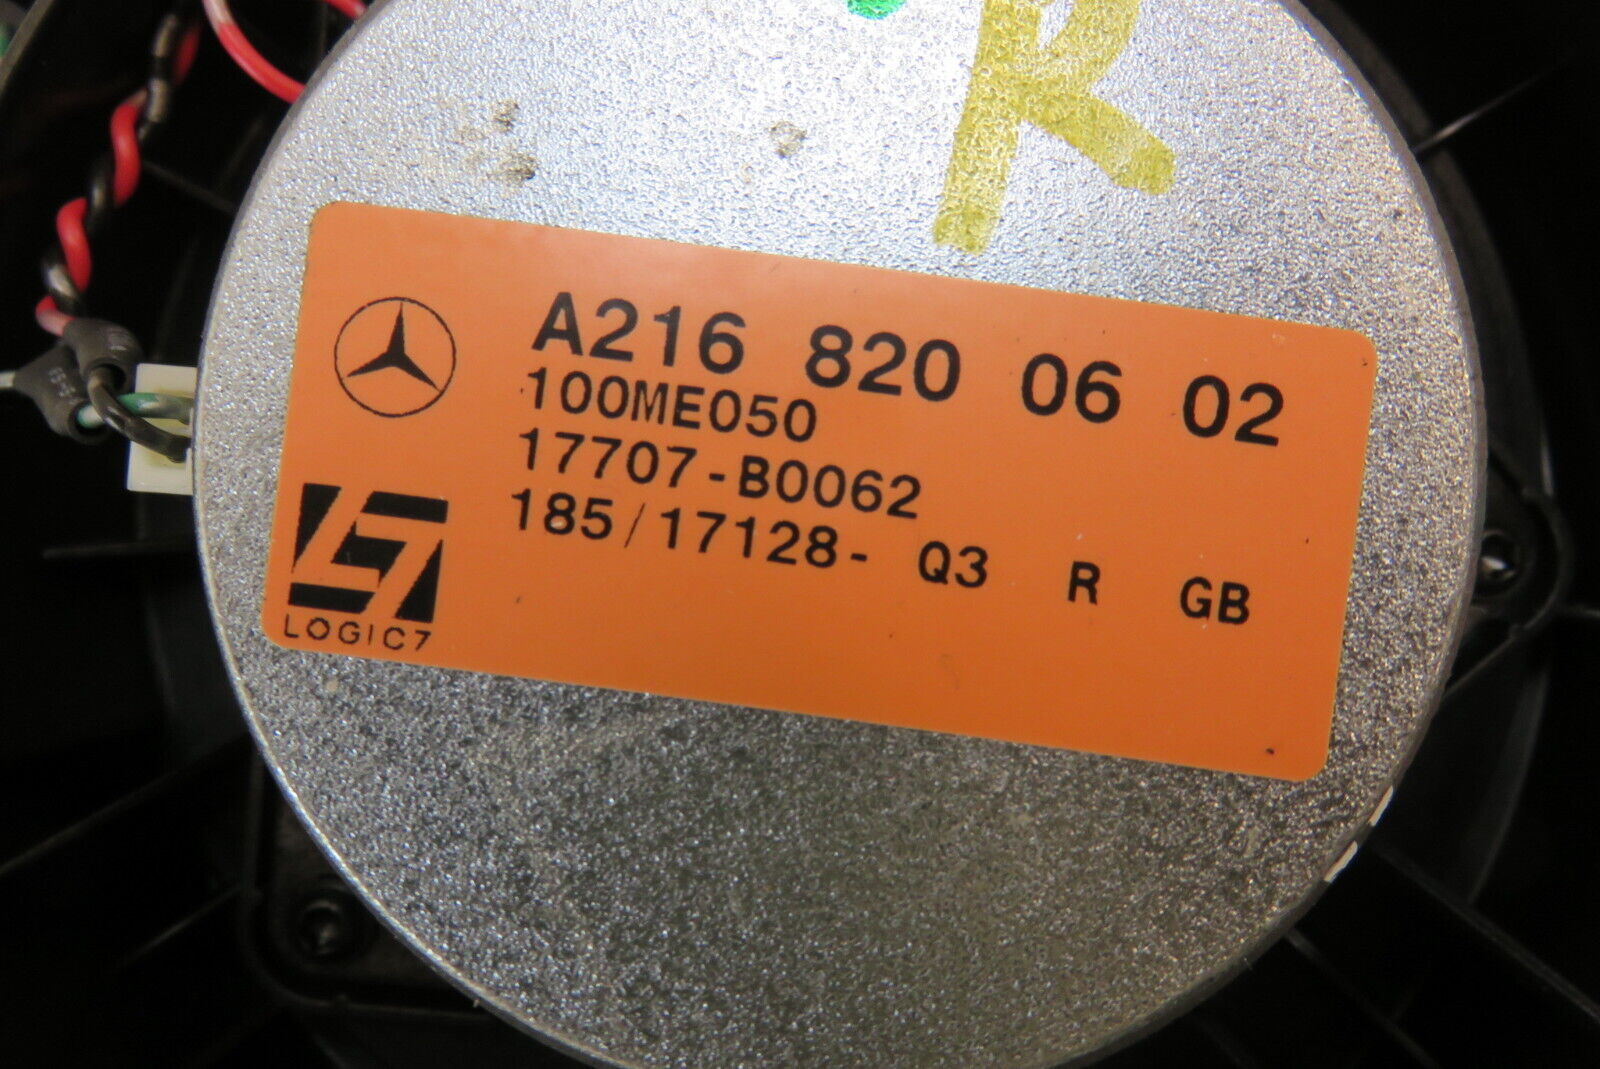 R
A216 820 06 02
100ME050
17707-B0062
185/17128- Q3 R GB
LOGIC7